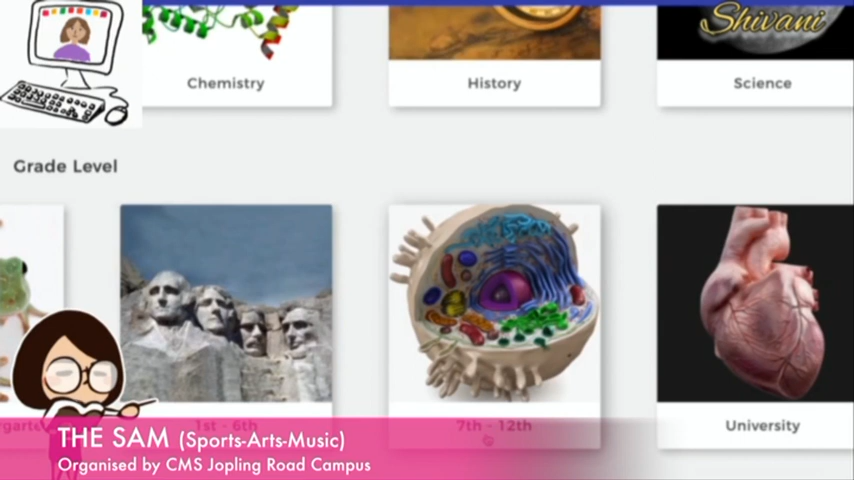 Shivani
Chemistry
History
Science
Grade Level
1st - 6th
7th - 12th
University
THE SAM (Sports-Arts-Music)
Organised by CMS Jopling Road Campus